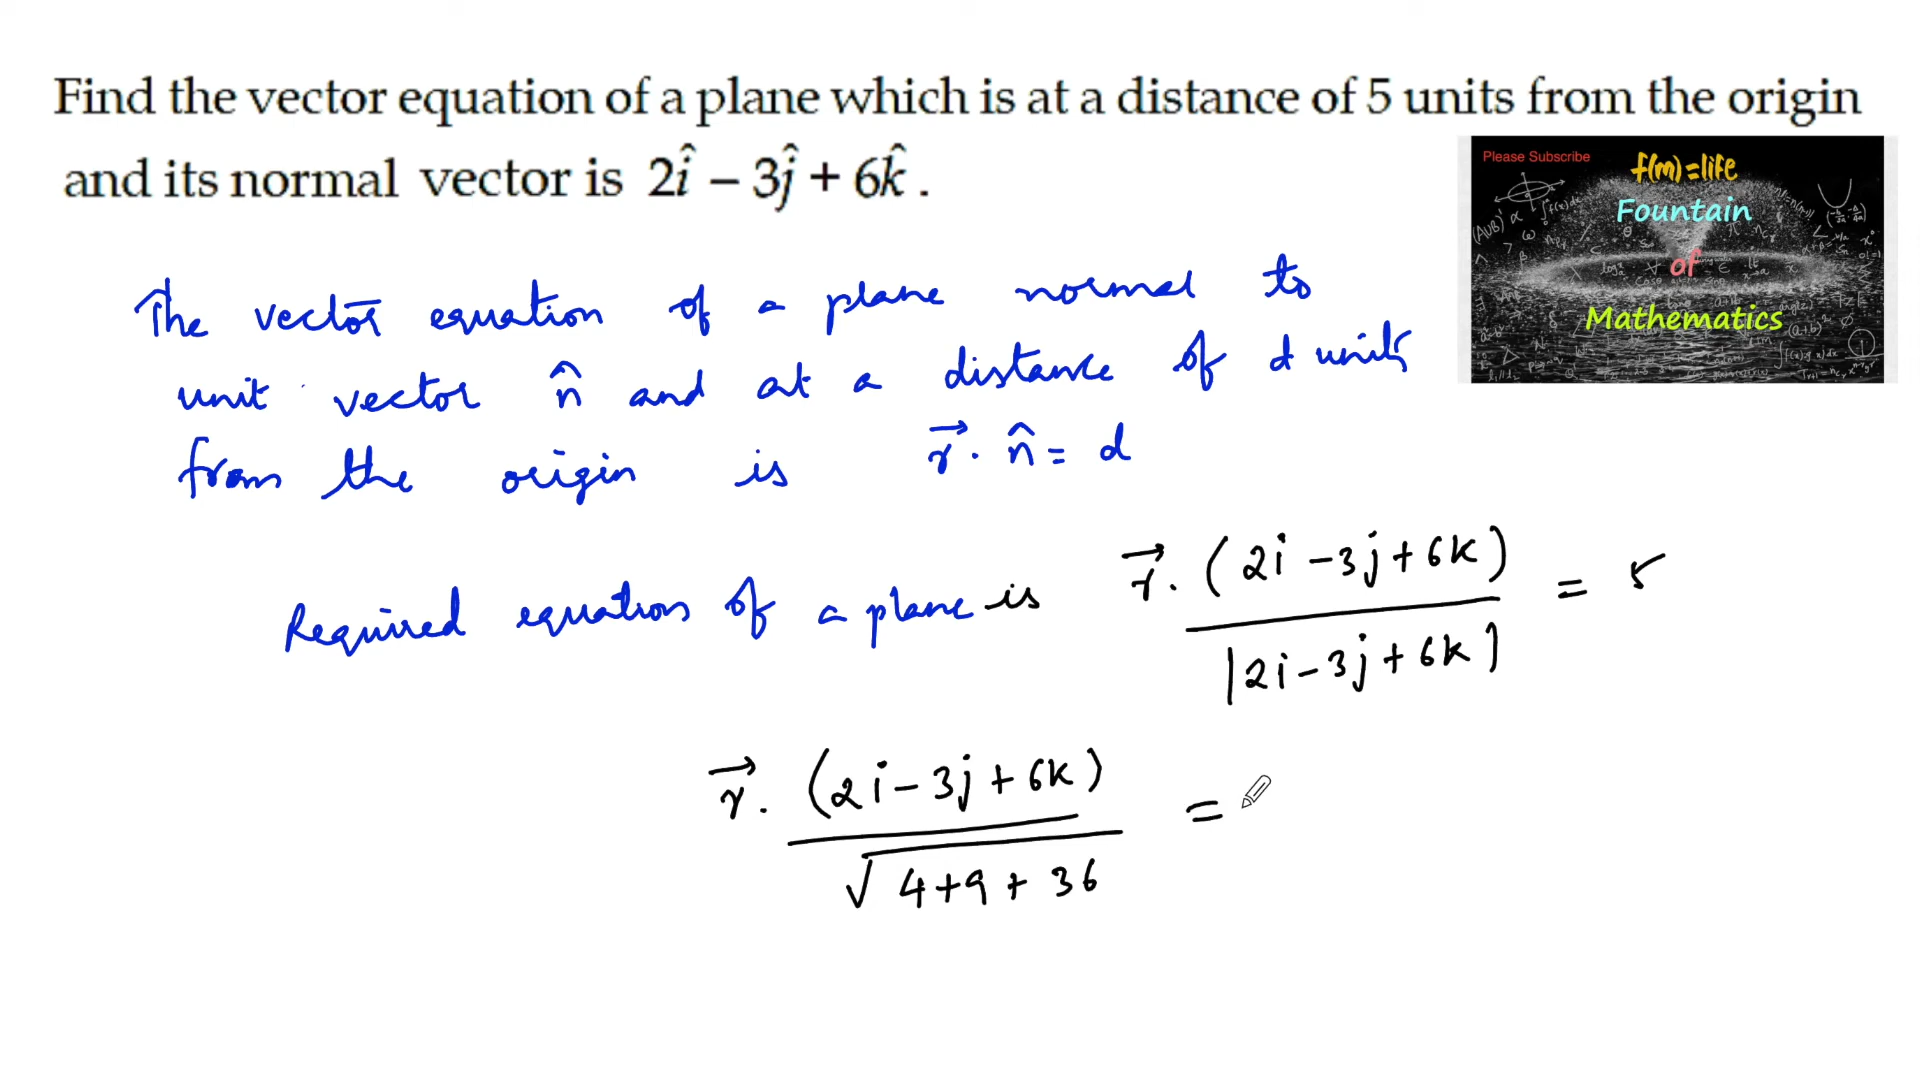 Find the vector equation of a plane which is at a distance of 5 units from the origin
and its normal vector is 2î − 3ĵ + 6k̂ .
Please Subscribe
f(m)=life
Fountain
of
Mathematics
The vector equation of a plane normal to
unit vector n̂ and at a distance of d units
from the origin is r⃗ . n̂ = d
Required equation of a plane is r⃗ . (2i − 3j + 6k) / |2i − 3j + 6k| = 5
r⃗ . (2i − 3j + 6k) / √4+9+36 =